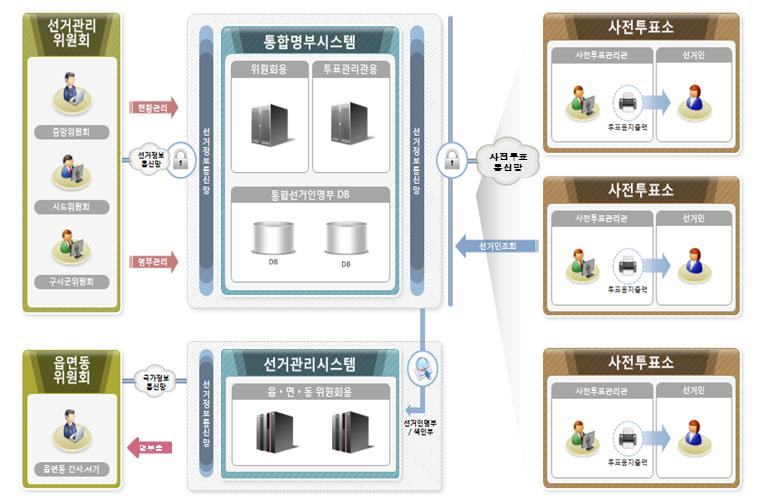 선거관리
위원회
중앙위원회
시도위원회
구시군위원회
현황관리
선거정보
통신망
명부관리
선거정보통신망
통합명부시스템
위원회용
투표관리관용
통합선거인명부 DB
DB
DB
선거정보통신망
사전투표
통신망
선거인조회
사전투표소
사전투표관리관
선거인
투표용지출력
사전투표소
사전투표관리관
선거인
투표용지출력
사전투표소
사전투표관리관
선거인
투표용지출력
읍면동
위원회
읍면동 간사.서기
국가정보
통신망
선거정보통신망
선거관리시스템
읍·면·동 위원회용
선거인명부
/ 색인부